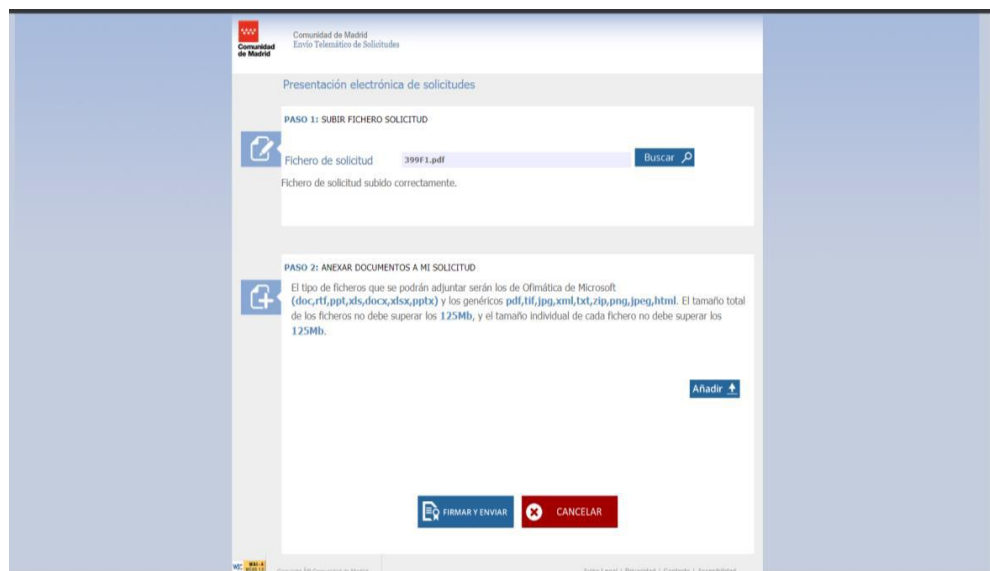 Comunidad
de Madrid
Comunidad de Madrid
Envío Telemático de Solicitudes
Presentación electrónica de solicitudes
PASO 1: SUBIR FICHERO SOLICITUD
Fichero de solicitud 399F1.pdf Buscar
Fichero de solicitud subido correctamente.
PASO 2: ANEXAR DOCUMENTOS A MI SOLICITUD
El tipo de ficheros que se podrán adjuntar serán los de Ofimática de Microsoft
(doc,rtf,ppt,xls,docx,xlsx,pptx) y los genéricos pdf,tif,jpg,xml,txt,zip,png,jpeg,html. El tamaño total
de los ficheros no debe superar los 125Mb, y el tamaño individual de cada fichero no debe superar los
125Mb.
Añadir
FIRMAR Y ENVIAR CANCELAR